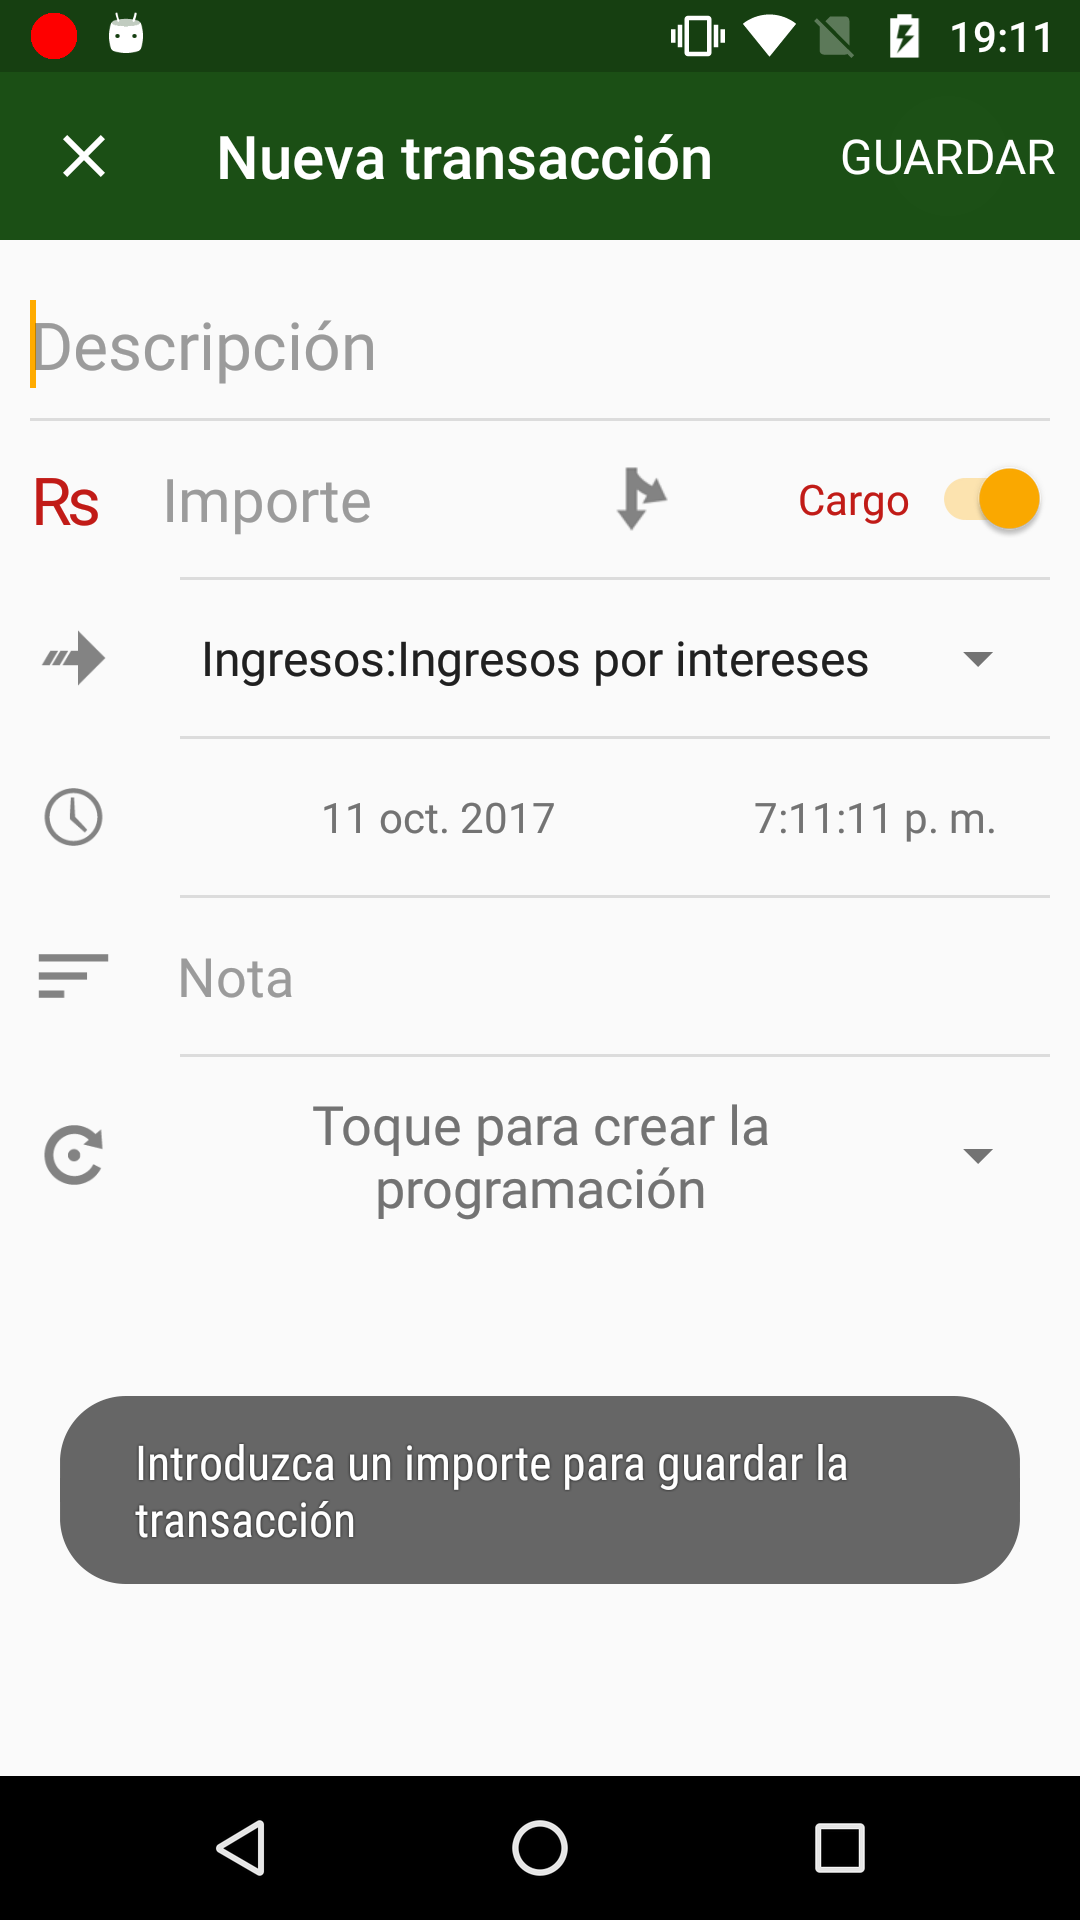 19:11
Nueva transacción GUARDAR
Descripción
Rs Importe Cargo
Ingresos:Ingresos por intereses
11 oct. 2017 7:11:11 p. m.
Nota
Toque para crear la
programación
Introduzca un importe para guardar la
transacción